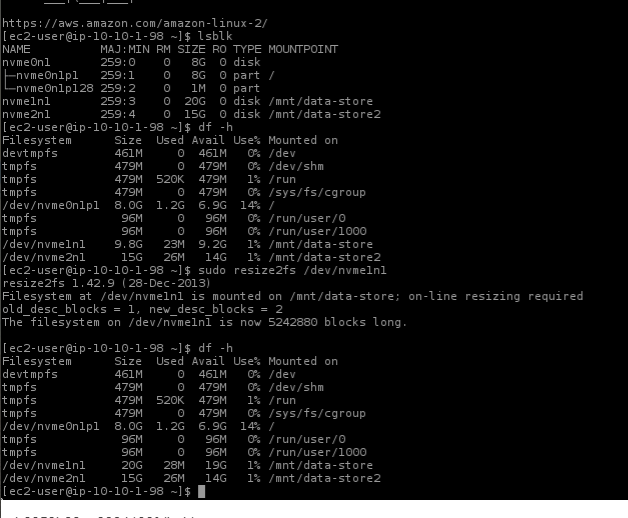 https://aws.amazon.com/amazon-linux-2/
[ec2-user@ip-10-10-1-98 ~]$ lsblk
NAME          MAJ:MIN RM SIZE RO TYPE MOUNTPOINT
nvme0n1       259:0    0   8G  0 disk
├─nvme0n1p1   259:1    0   8G  0 part /
└─nvme0n1p128 259:2    0   1M  0 part
nvme1n1       259:3    0  20G  0 disk /mnt/data-store
nvme2n1       259:4    0  15G  0 disk /mnt/data-store2
[ec2-user@ip-10-10-1-98 ~]$ df -h
Filesystem      Size  Used Avail Use% Mounted on
devtmpfs        461M     0  461M   0% /dev
tmpfs           479M     0  479M   0% /dev/shm
tmpfs           479M  520K  479M   1% /run
tmpfs           479M     0  479M   0% /sys/fs/cgroup
/dev/nvme0n1p1  8.0G  1.2G  6.9G  14% /
tmpfs            96M     0   96M   0% /run/user/0
tmpfs            96M     0   96M   0% /run/user/1000
/dev/nvme1n1    9.8G   23M  9.2G   1% /mnt/data-store
/dev/nvme2n1     15G   26M   14G   1% /mnt/data-store2
[ec2-user@ip-10-10-1-98 ~]$ sudo resize2fs /dev/nvme1n1
resize2fs 1.42.9 (28-Dec-2013)
Filesystem at /dev/nvme1n1 is mounted on /mnt/data-store; on-line resizing required
old_desc_blocks = 1, new_desc_blocks = 2
The filesystem on /dev/nvme1n1 is now 5242880 blocks long.
[ec2-user@ip-10-10-1-98 ~]$ df -h
Filesystem      Size  Used Avail Use% Mounted on
devtmpfs        461M     0  461M   0% /dev
tmpfs           479M     0  479M   0% /dev/shm
tmpfs           479M  520K  479M   1% /run
tmpfs           479M     0  479M   0% /sys/fs/cgroup
/dev/nvme0n1p1  8.0G  1.2G  6.9G  14% /
tmpfs            96M     0   96M   0% /run/user/0
tmpfs            96M     0   96M   0% /run/user/1000
/dev/nvme1n1     20G   28M   19G   1% /mnt/data-store
/dev/nvme2n1     15G   26M   14G   1% /mnt/data-store2
[ec2-user@ip-10-10-1-98 ~]$